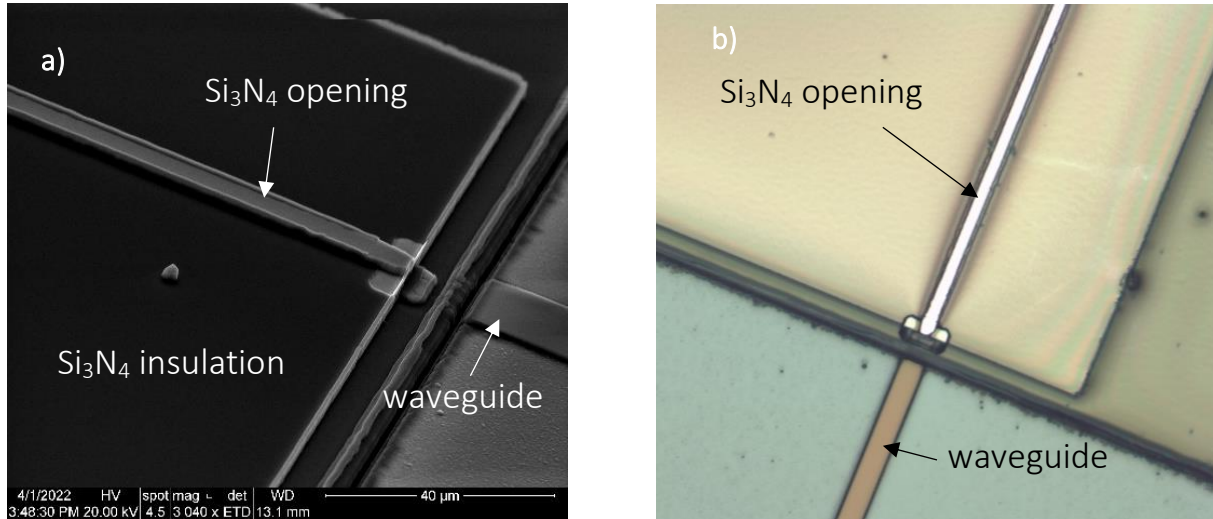 a)
Si₃N₄ opening
Si₃N₄ insulation
waveguide
4/1/2022 HV spot mag det WD 40 µm
3:48:30 PM 20.00 kV 4.5 3 040 x ETD 13.1 mm
b)
Si₃N₄ opening
waveguide